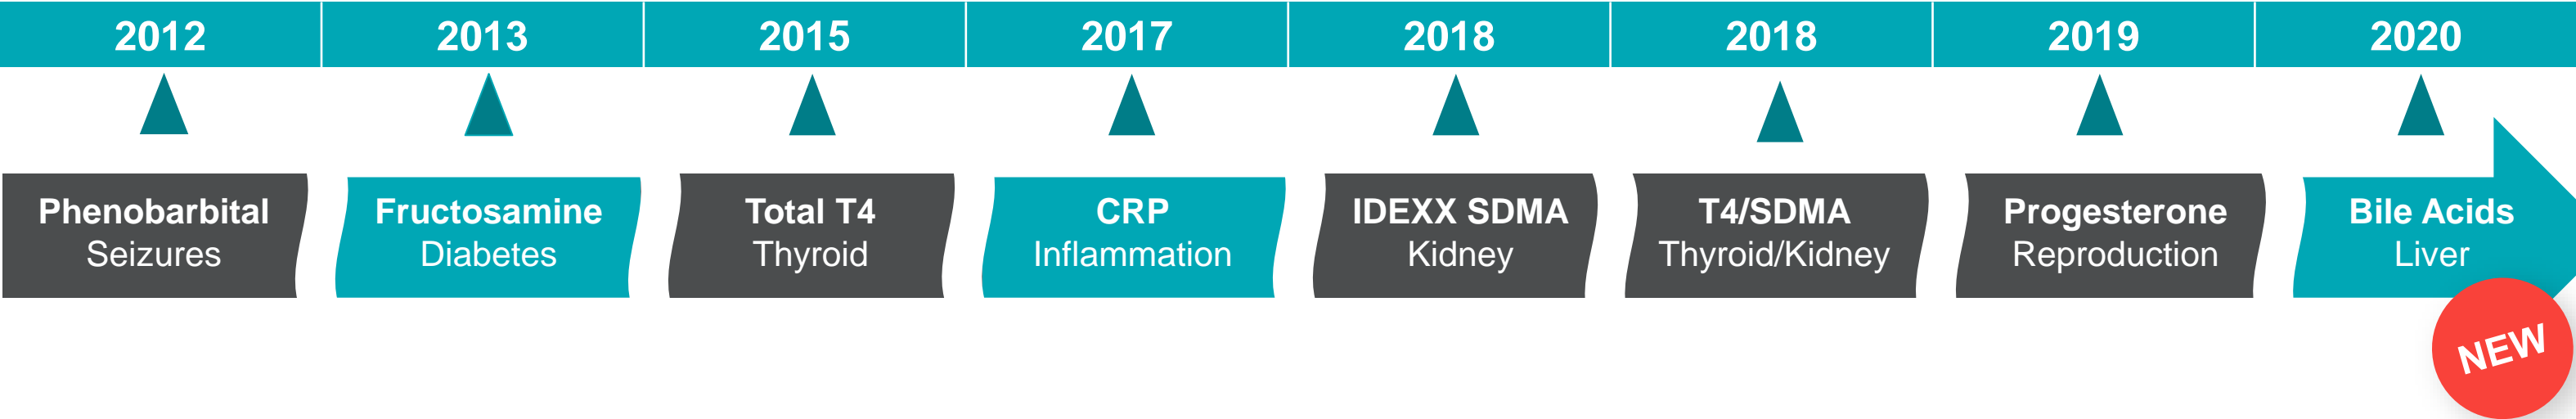 2012 2013 2015 2017 2018 2018 2019 2020
Phenobarbital
Seizures
Fructosamine
Diabetes
Total T4
Thyroid
CRP
Inflammation
IDEXX SDMA
Kidney
T4/SDMA
Thyroid/Kidney
Progesterone
Reproduction
Bile Acids
Liver
NEW